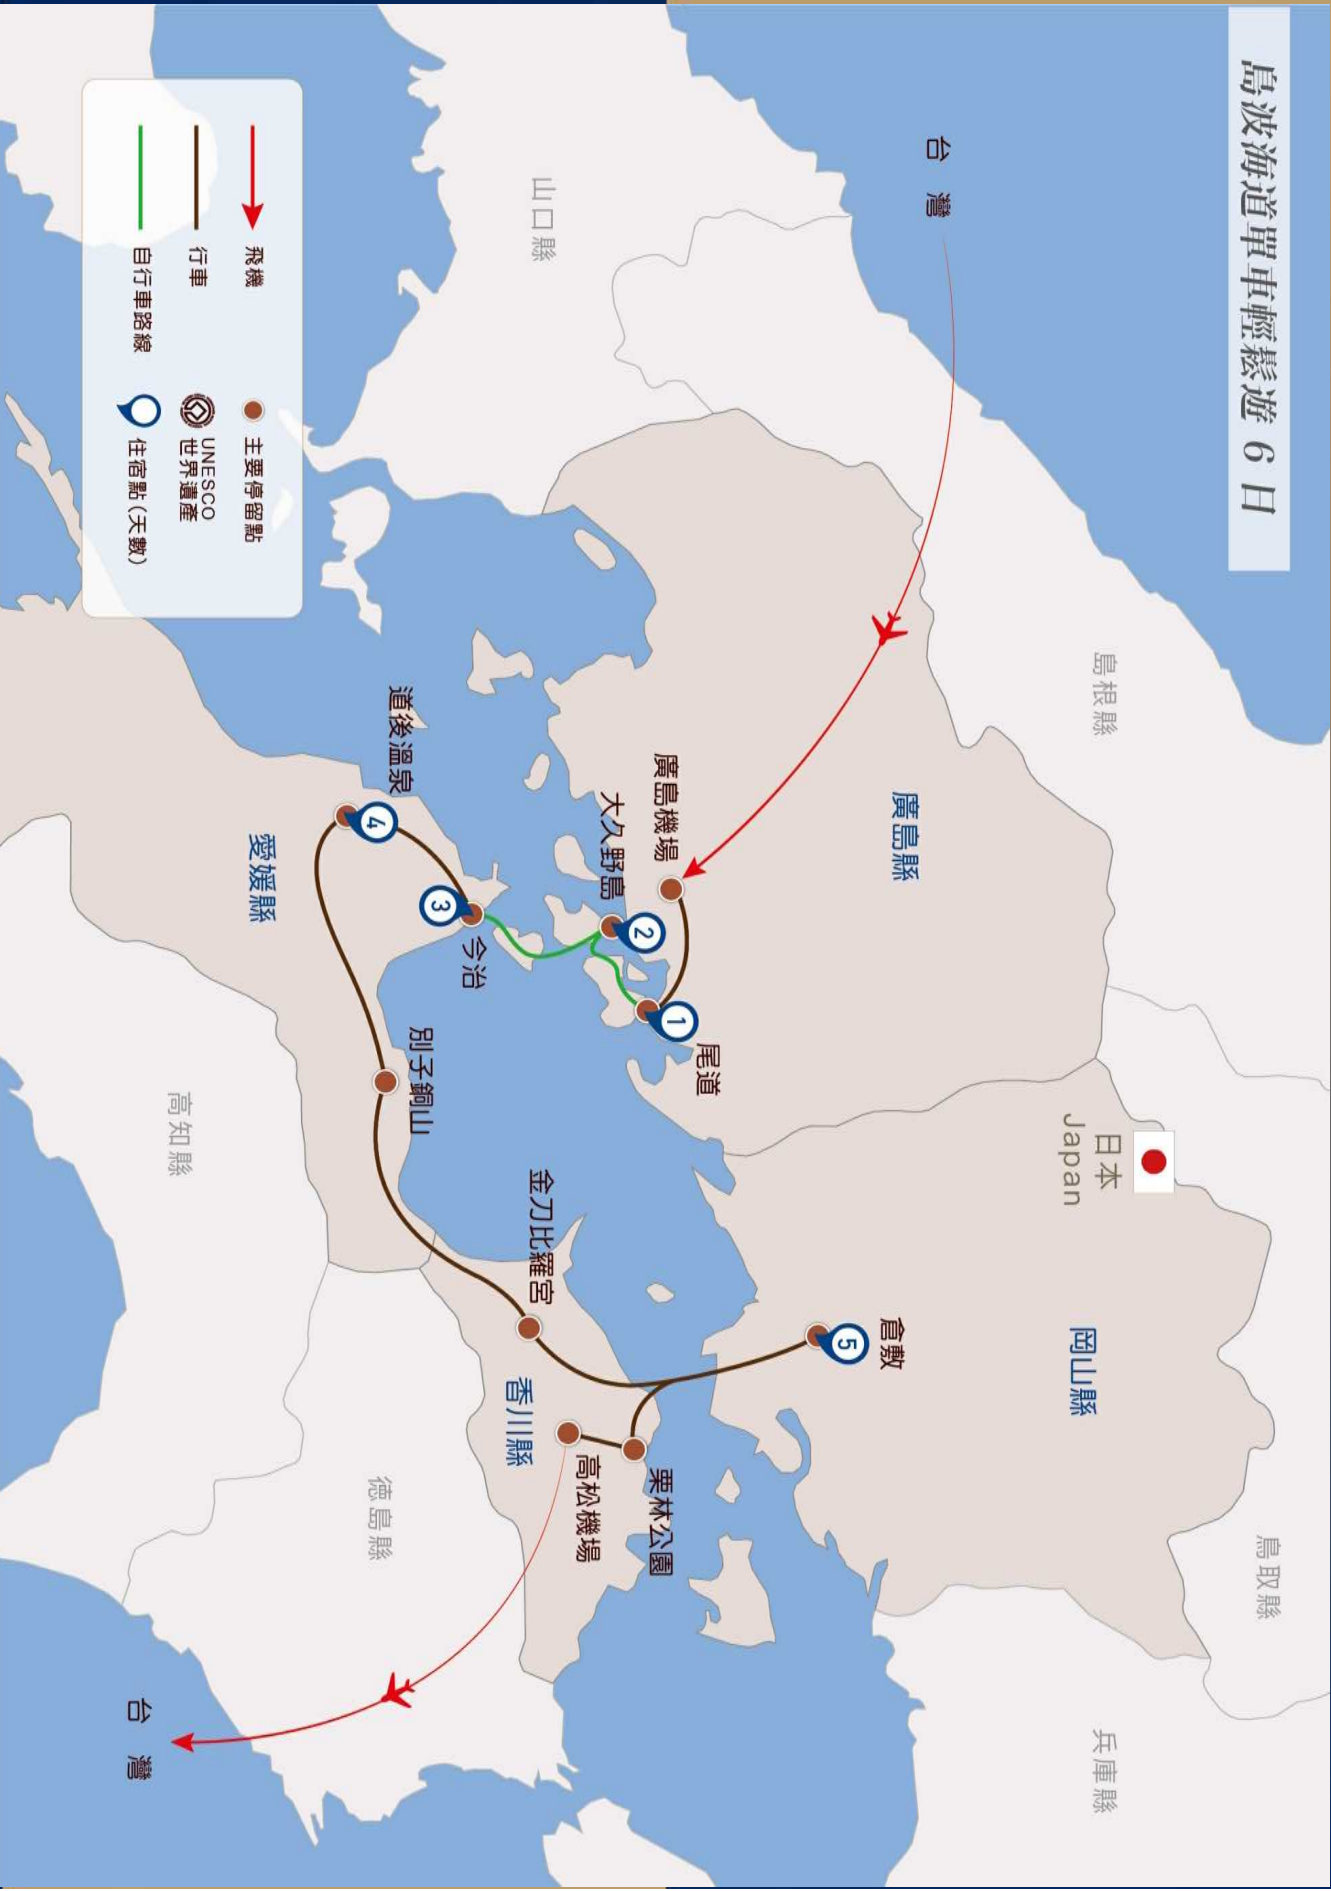 島波海道單車輕鬆遊 6 日
台灣
島根縣
鳥取縣
兵庫縣
日本
Japan
岡山縣
廣島縣
山口縣
倉敷
5
尾道
1
廣島機場
大久野島
2
今治
3
道後溫泉
4
愛媛縣
別子銅山
金刀比羅宮
香川縣
栗林公園
高松機場
高知縣
德島縣
台灣
飛機
行車
自行車路線
主要停留點
UNESCO
世界遺產
住宿點(天數)